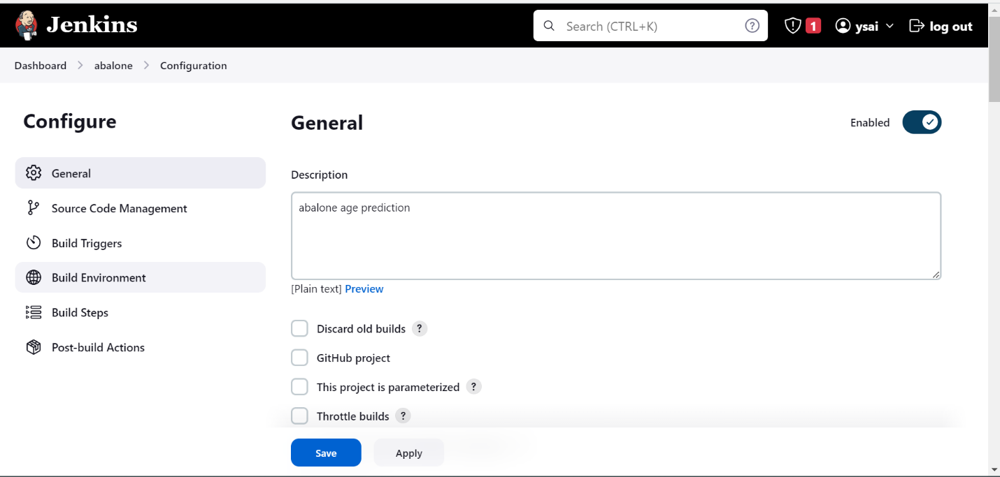 Jenkins
Search (CTRL+K)
?
1
ysai
log out
Dashboard
abalone
Configuration
Configure
General
Source Code Management
Build Triggers
Build Environment
Build Steps
Post-build Actions
General
Enabled
Description
abalone age prediction
[Plain text] Preview
Discard old builds ?
GitHub project
This project is parameterized ?
Throttle builds ?
Save
Apply